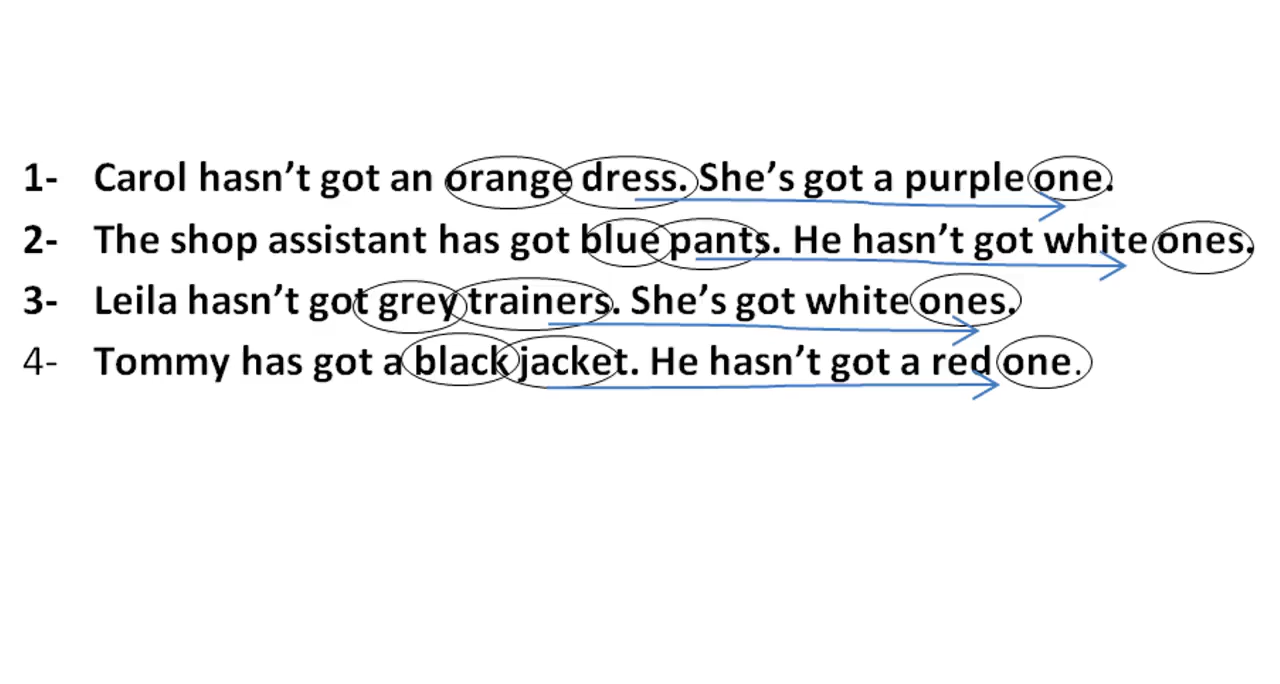 1- Carol hasn’t got an orange dress. She’s got a purple one.
2- The shop assistant has got blue pants. He hasn’t got white ones.
3- Leila hasn’t got grey trainers. She’s got white ones.
4- Tommy has got a black jacket. He hasn’t got a red one.